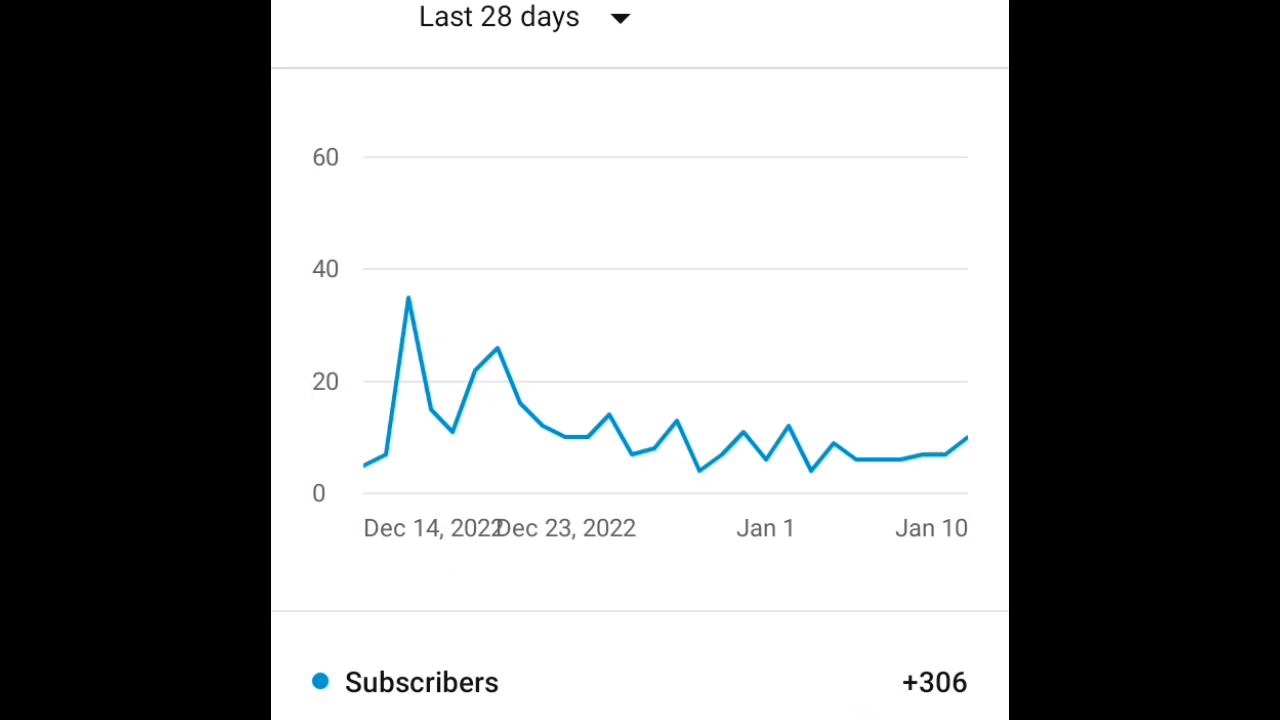 Last 28 days
60
40
20
0
Dec 14, 2022 Dec 23, 2022 Jan 1 Jan 10
Subscribers +306